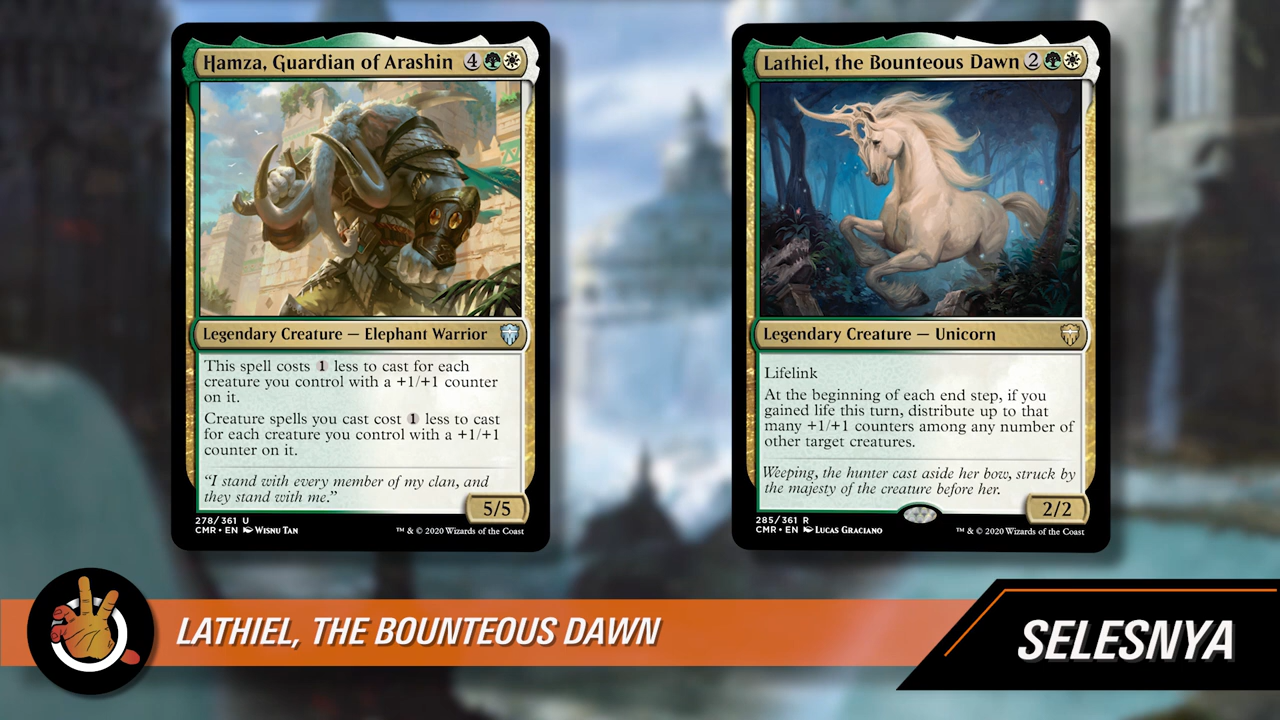 Hamza, Guardian of Arashin 4
Legendary Creature — Elephant Warrior
This spell costs 1 less to cast for each
creature you control with a +1/+1 counter
on it.
Creature spells you cast cost 1 less to cast
for each creature you control with a +1/+1
counter on it.
"I stand with every member of my clan, and
they stand with me."
5/5
278/361 U
CMR • EN Wisnu Tan
™ & © 2020 Wizards of the Coast
Lathiel, the Bounteous Dawn 2
Legendary Creature — Unicorn
Lifelink
At the beginning of each end step, if you
gained life this turn, distribute up to that
many +1/+1 counters among any number of
other target creatures.
Weeping, the hunter cast aside her bow, struck by
the majesty of the creature before her.
2/2
285/361 R
CMR • EN Lucas Graciano
™ & © 2020 Wizards of the Coast
LATHIEL, THE BOUNTEOUS DAWN
SELESNYA